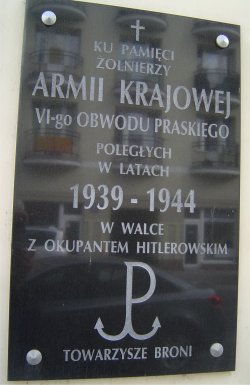 KU PAMIĘCI
ŻOŁNIERZY
ARMII KRAJOWEJ
VI-go OBWODU PRASKIEGO
POLEGŁYCH
W LATACH
1939 - 1944
W WALCE
Z OKUPANTEM HITLEROWSKIM
TOWARZYSZE BRONI